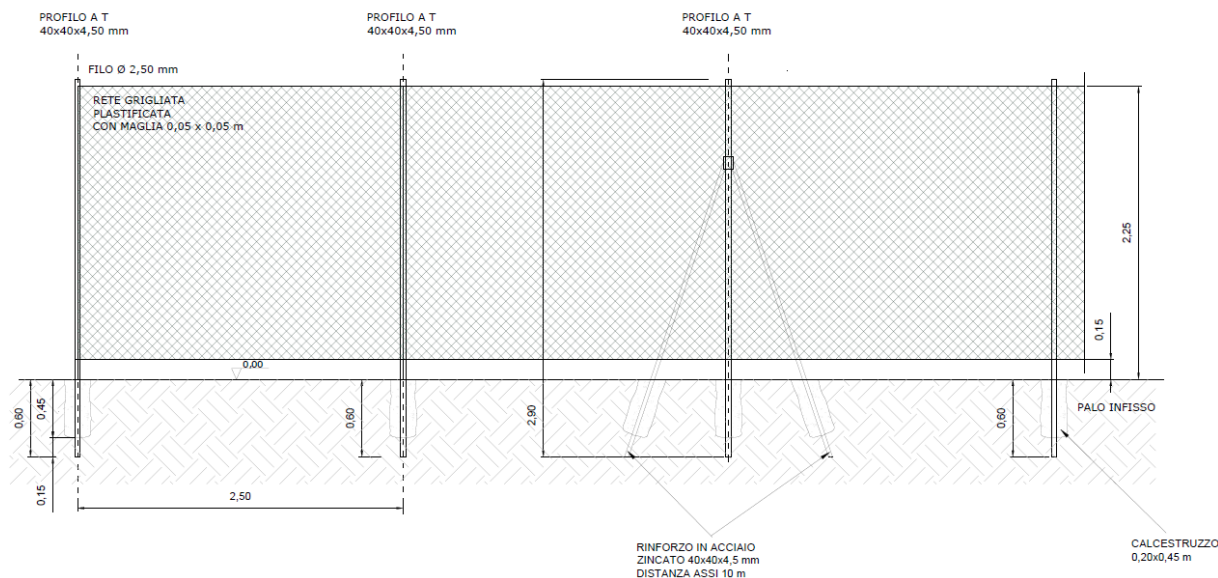 PROFILO A T
40x40x4,50 mm
PROFILO A T
40x40x4,50 mm
PROFILO A T
40x40x4,50 mm
FILO Ø 2,50 mm
RETE GRIGLIATA
PLASTIFICATA
CON MAGLIA 0,05 x 0,05 m
2,25
0,15
0,00
0,60
0,45
0,60
2,90
0,60
PALO INFISSO
0,15
2,50
RINFORZO IN ACCIAIO
ZINCATO 40x40x4,5 mm
DISTANZA ASSI 10 m
CALCESTRUZZO
0,20x0,45 m